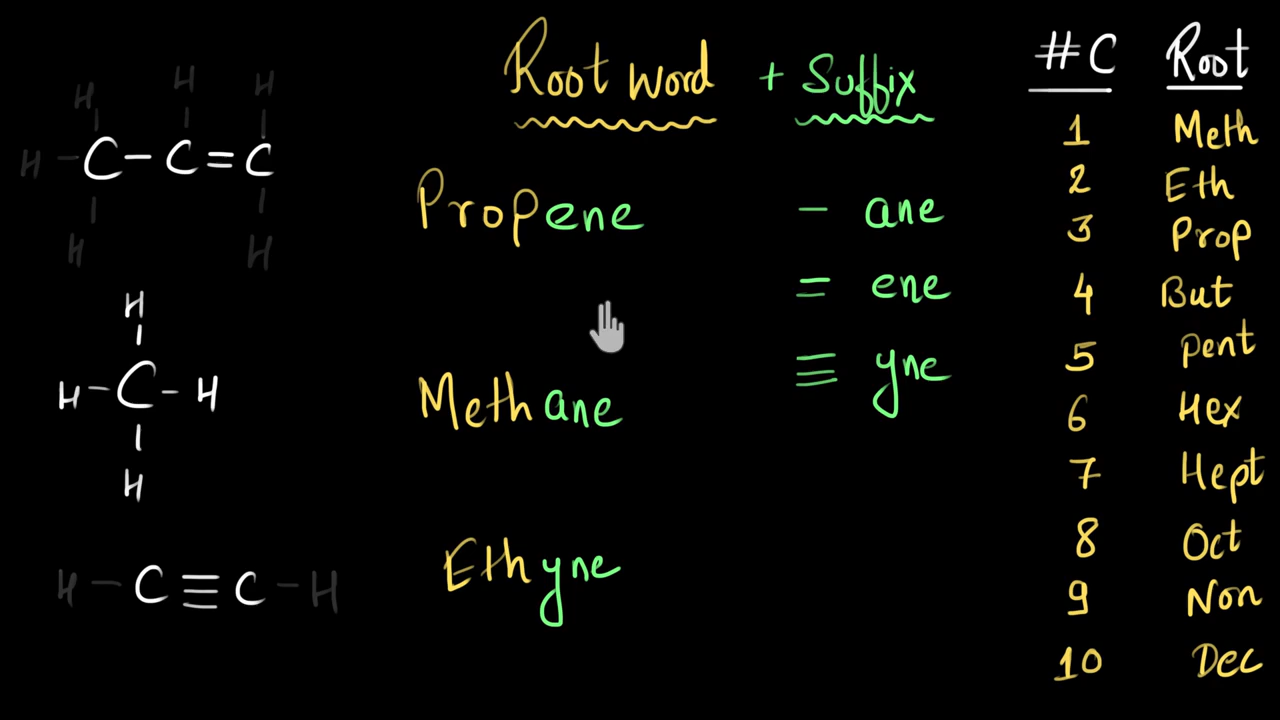 Root word + Suffix
#C Root
1 Meth
2 Eth
3 Prop
4 But
5 Pent
6 Hex
7 Hept
8 Oct
9 Non
10 Dec
− ane
= ene
≡ yne
H H H
H − C − C = C
H H
Propene
H
H − C − H
H
Methane
H − C ≡ C − H
Ethyne